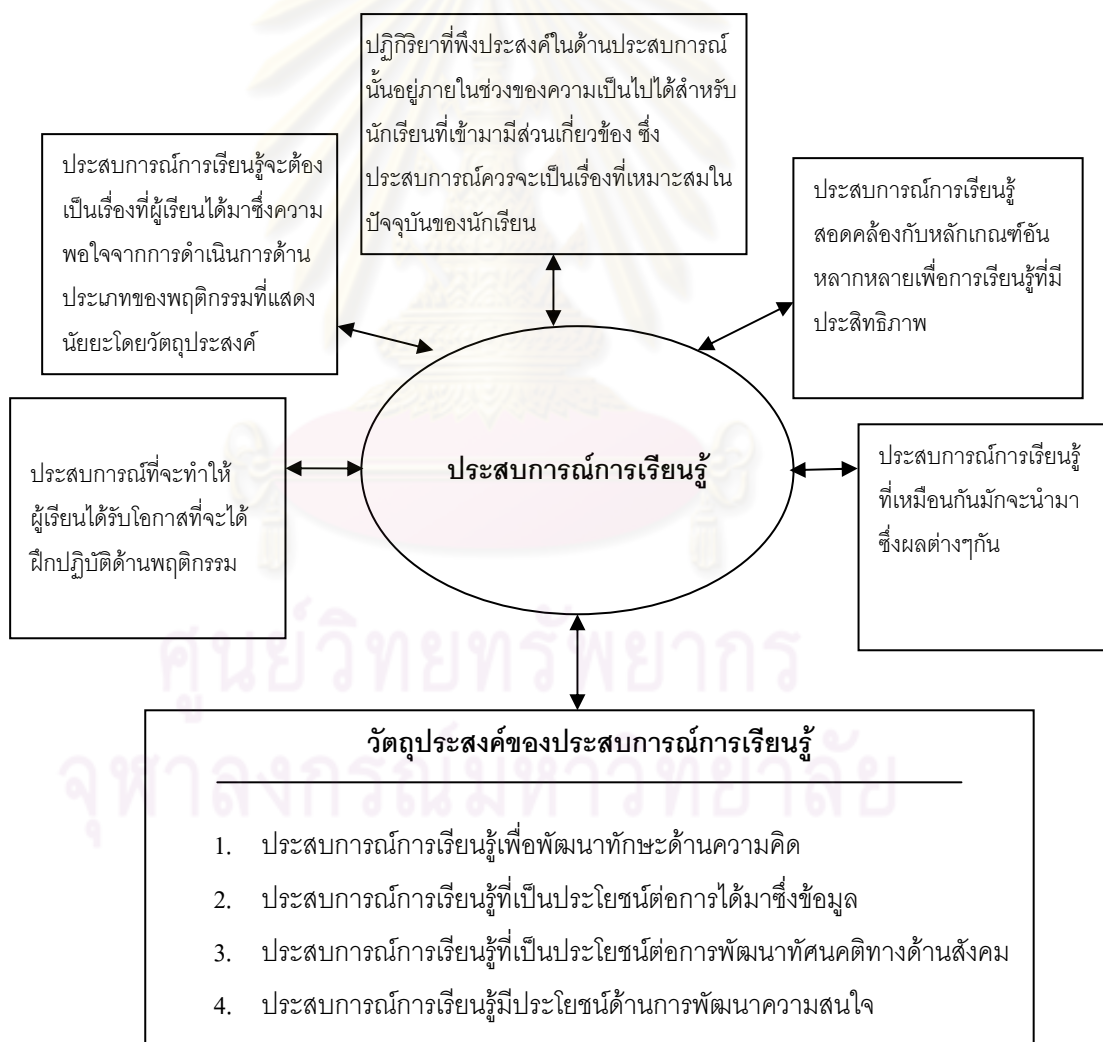 ปฏิกิริยาที่พึงประสงค์ในด้านประสบการณ์
นั้นอยู่ภายในช่วงของความเป็นไปได้สำหรับ
นักเรียนที่เข้ามามีส่วนเกี่ยวข้อง ซึ่ง
ประสบการณ์ควรจะเป็นเรื่องที่เหมาะสมใน
ปัจจุบันของนักเรียน
ประสบการณ์การเรียนรู้จะต้อง
เป็นเรื่องที่ผู้เรียนได้มาซึ่งความ
พอใจจากการดำเนินการด้าน
ประเภทของพฤติกรรมที่แสดง
นัยยะโดยวัตถุประสงค์
ประสบการณ์การเรียนรู้
สอดคล้องกับหลักเกณฑ์อัน
หลากหลายเพื่อการเรียนรู้ที่มี
ประสิทธิภาพ
ประสบการณ์ที่จะทำให้
ผู้เรียนได้รับโอกาสที่จะได้
ฝึกปฏิบัติด้านพฤติกรรม
ประสบการณ์การเรียนรู้
ประสบการณ์การเรียนรู้
ที่เหมือนกันมักจะนำมา
ซึ่งผลต่างๆกัน
ศูนย์วิทยทรัพยากร
จุฬาลงกรณ์มหาวิทยาลัย
วัตถุประสงค์ของประสบการณ์การเรียนรู้
1. ประสบการณ์การเรียนรู้เพื่อพัฒนาทักษะด้านความคิด
2. ประสบการณ์การเรียนรู้ที่เป็นประโยชน์ต่อการได้มาซึ่งข้อมูล
3. ประสบการณ์การเรียนรู้ที่เป็นประโยชน์ต่อการพัฒนาทัศนคติทางด้านสังคม
4. ประสบการณ์การเรียนรู้มีประโยชน์ด้านการพัฒนาความสนใจ